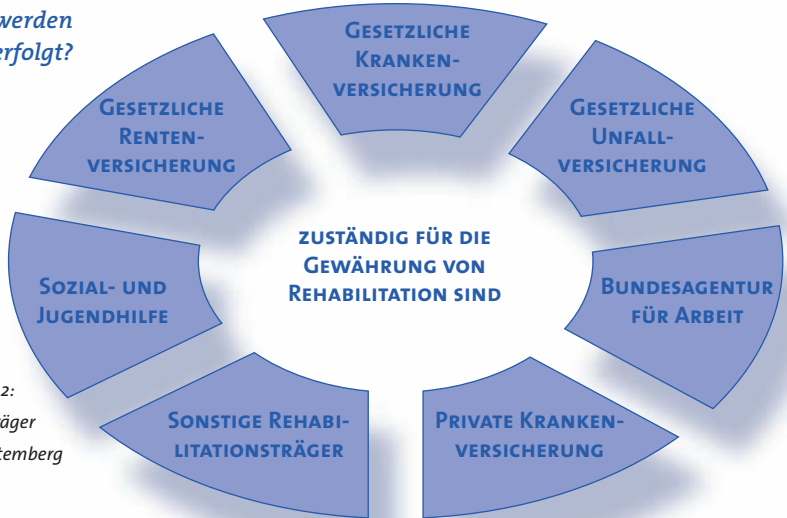 werden
erfolgt?
GESETZLICHE
KRANKEN-
VERSICHERUNG
GESETZLICHE
RENTEN-
VERSICHERUNG
GESETZLICHE
UNFALL-
VERSICHERUNG
ZUSTÄNDIG FÜR DIE
GEWÄHRUNG VON
REHABILITATION SIND
SOZIAL- UND
JUGENDHILFE
BUNDESAGENTUR
FÜR ARBEIT
2:
SONSTIGE REHABI-
LITATIONSTRÄGER
PRIVATE KRANKEN-
VERSICHERUNG
äger
temberg